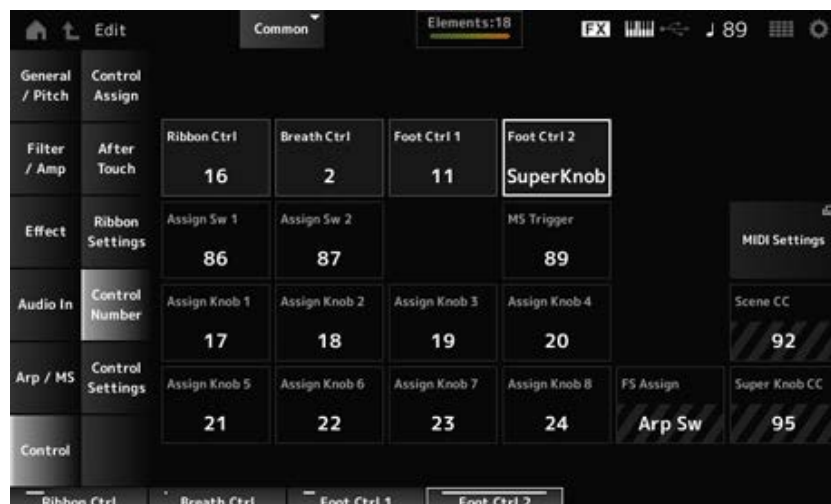 Edit
Common
Elements:18
FX
89
General
/ Pitch
Control
Assign
Filter
/ Amp
After
Touch
Ribbon Ctrl
Breath Ctrl
Foot Ctrl 1
Foot Ctrl 2
16
2
11
SuperKnob
Effect
Ribbon
Settings
Assign Sw 1
Assign Sw 2
MS Trigger
86
87
89
MIDI Settings
Audio In
Control
Number
Assign Knob 1
Assign Knob 2
Assign Knob 3
Assign Knob 4
Scene CC
17
18
19
20
92
Arp / MS
Control
Settings
Assign Knob 5
Assign Knob 6
Assign Knob 7
Assign Knob 8
FS Assign
Super Knob CC
21
22
23
24
Arp Sw
95
Control
Ribbon Ctrl
Breath Ctrl
Foot Ctrl 1
Foot Ctrl 2